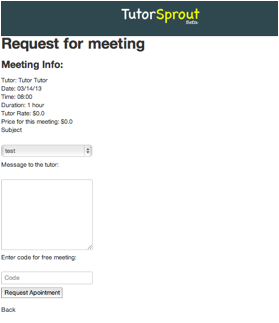 TutorSprout
Beta
Request for meeting
Meeting Info:
Tutor: Tutor Tutor
Date: 03/14/13
Time: 08:00
Duration: 1 hour
Tutor Rate: $0.0
Price for this meeting: $0.0
Subject
test
Message to the tutor:
Enter code for free meeting:
Code
Request Apointment
Back